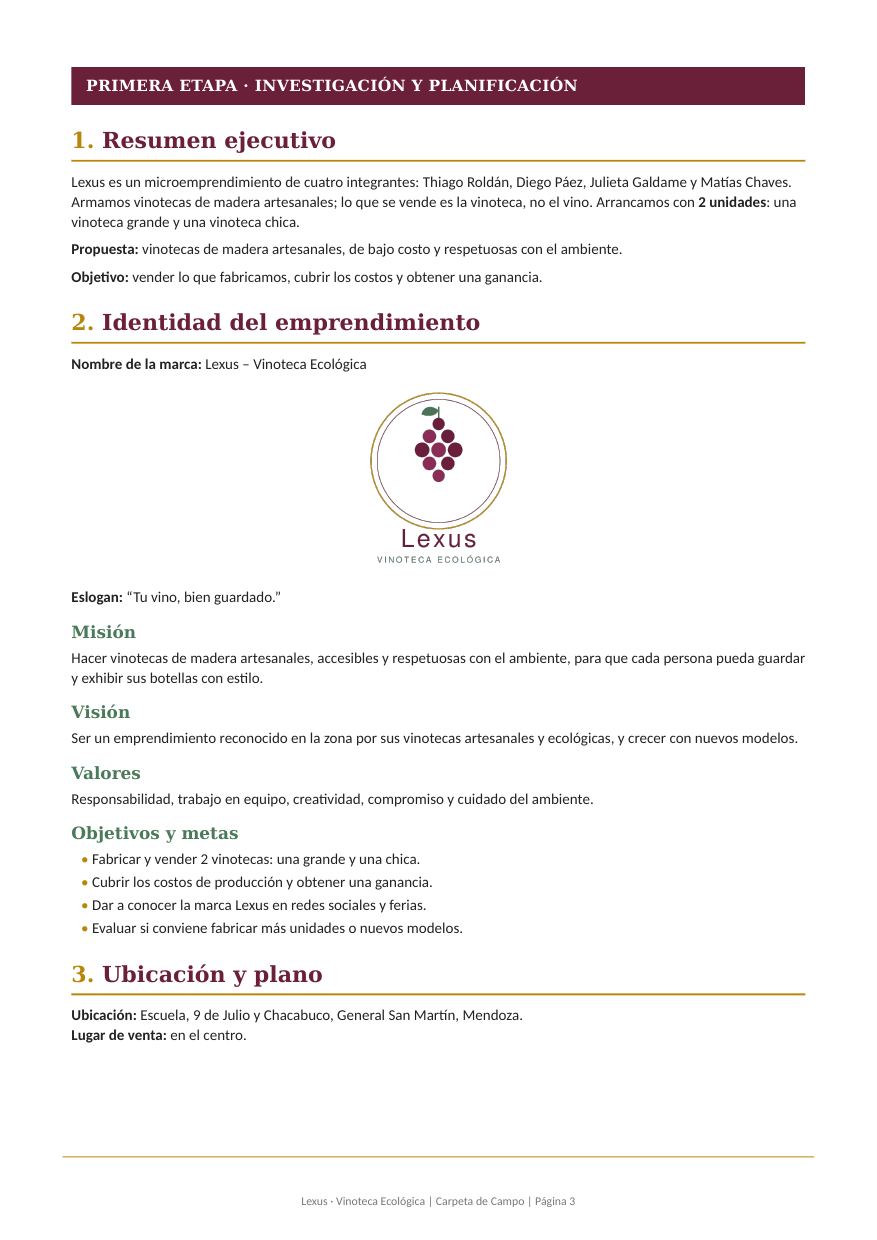 PRIMERA ETAPA · INVESTIGACIÓN Y PLANIFICACIÓN
1. Resumen ejecutivo
Lexus es un microemprendimiento de cuatro integrantes: Thiago Roldán, Diego Páez, Julieta Galdame y Matías Chaves.
Armamos vinotecas de madera artesanales; lo que se vende es la vinoteca, no el vino. Arrancamos con 2 unidades: una
vinoteca grande y una vinoteca chica.
Propuesta: vinotecas de madera artesanales, de bajo costo y respetuosas con el ambiente.
Objetivo: vender lo que fabricamos, cubrir los costos y obtener una ganancia.
2. Identidad del emprendimiento
Nombre de la marca: Lexus – Vinoteca Ecológica
Lexus
VINOTECA ECOLÓGICA
Eslogan: “Tu vino, bien guardado.”
Misión
Hacer vinotecas de madera artesanales, accesibles y respetuosas con el ambiente, para que cada persona pueda guardar
y exhibir sus botellas con estilo.
Visión
Ser un emprendimiento reconocido en la zona por sus vinotecas artesanales y ecológicas, y crecer con nuevos modelos.
Valores
Responsabilidad, trabajo en equipo, creatividad, compromiso y cuidado del ambiente.
Objetivos y metas
• Fabricar y vender 2 vinotecas: una grande y una chica.
• Cubrir los costos de producción y obtener una ganancia.
• Dar a conocer la marca Lexus en redes sociales y ferias.
• Evaluar si conviene fabricar más unidades o nuevos modelos.
3. Ubicación y plano
Ubicación: Escuela, 9 de Julio y Chacabuco, General San Martín, Mendoza.
Lugar de venta: en el centro.
Lexus · Vinoteca Ecológica | Carpeta de Campo | Página 3